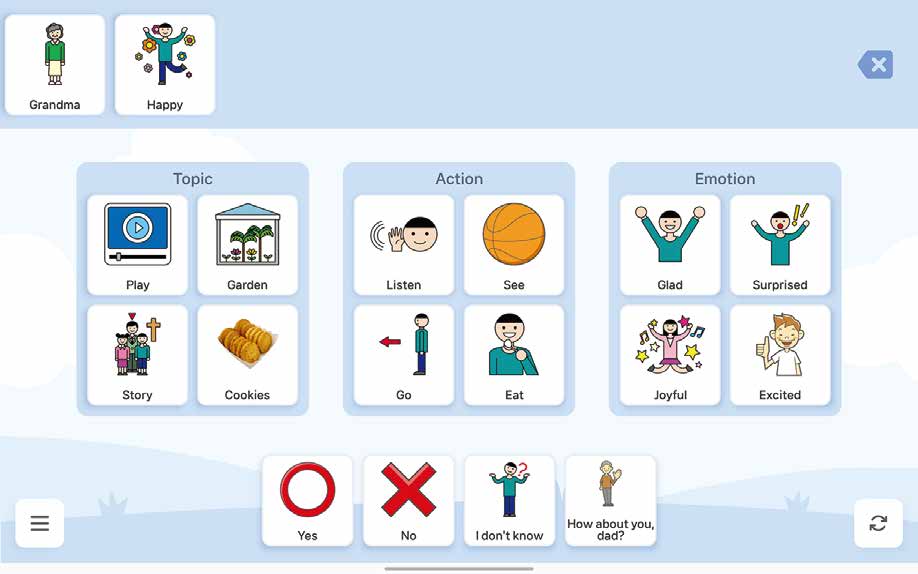 Grandma
Happy
Topic
Action
Emotion
Play
Garden
Listen
See
Glad
Surprised
Story
Cookies
Go
Eat
Joyful
Excited
Yes
No
I don't know
How about you,
dad?